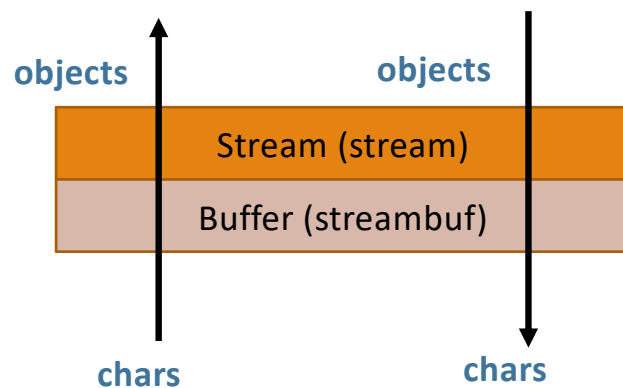 objects
objects
Stream (stream)
Buffer (streambuf)
chars
chars